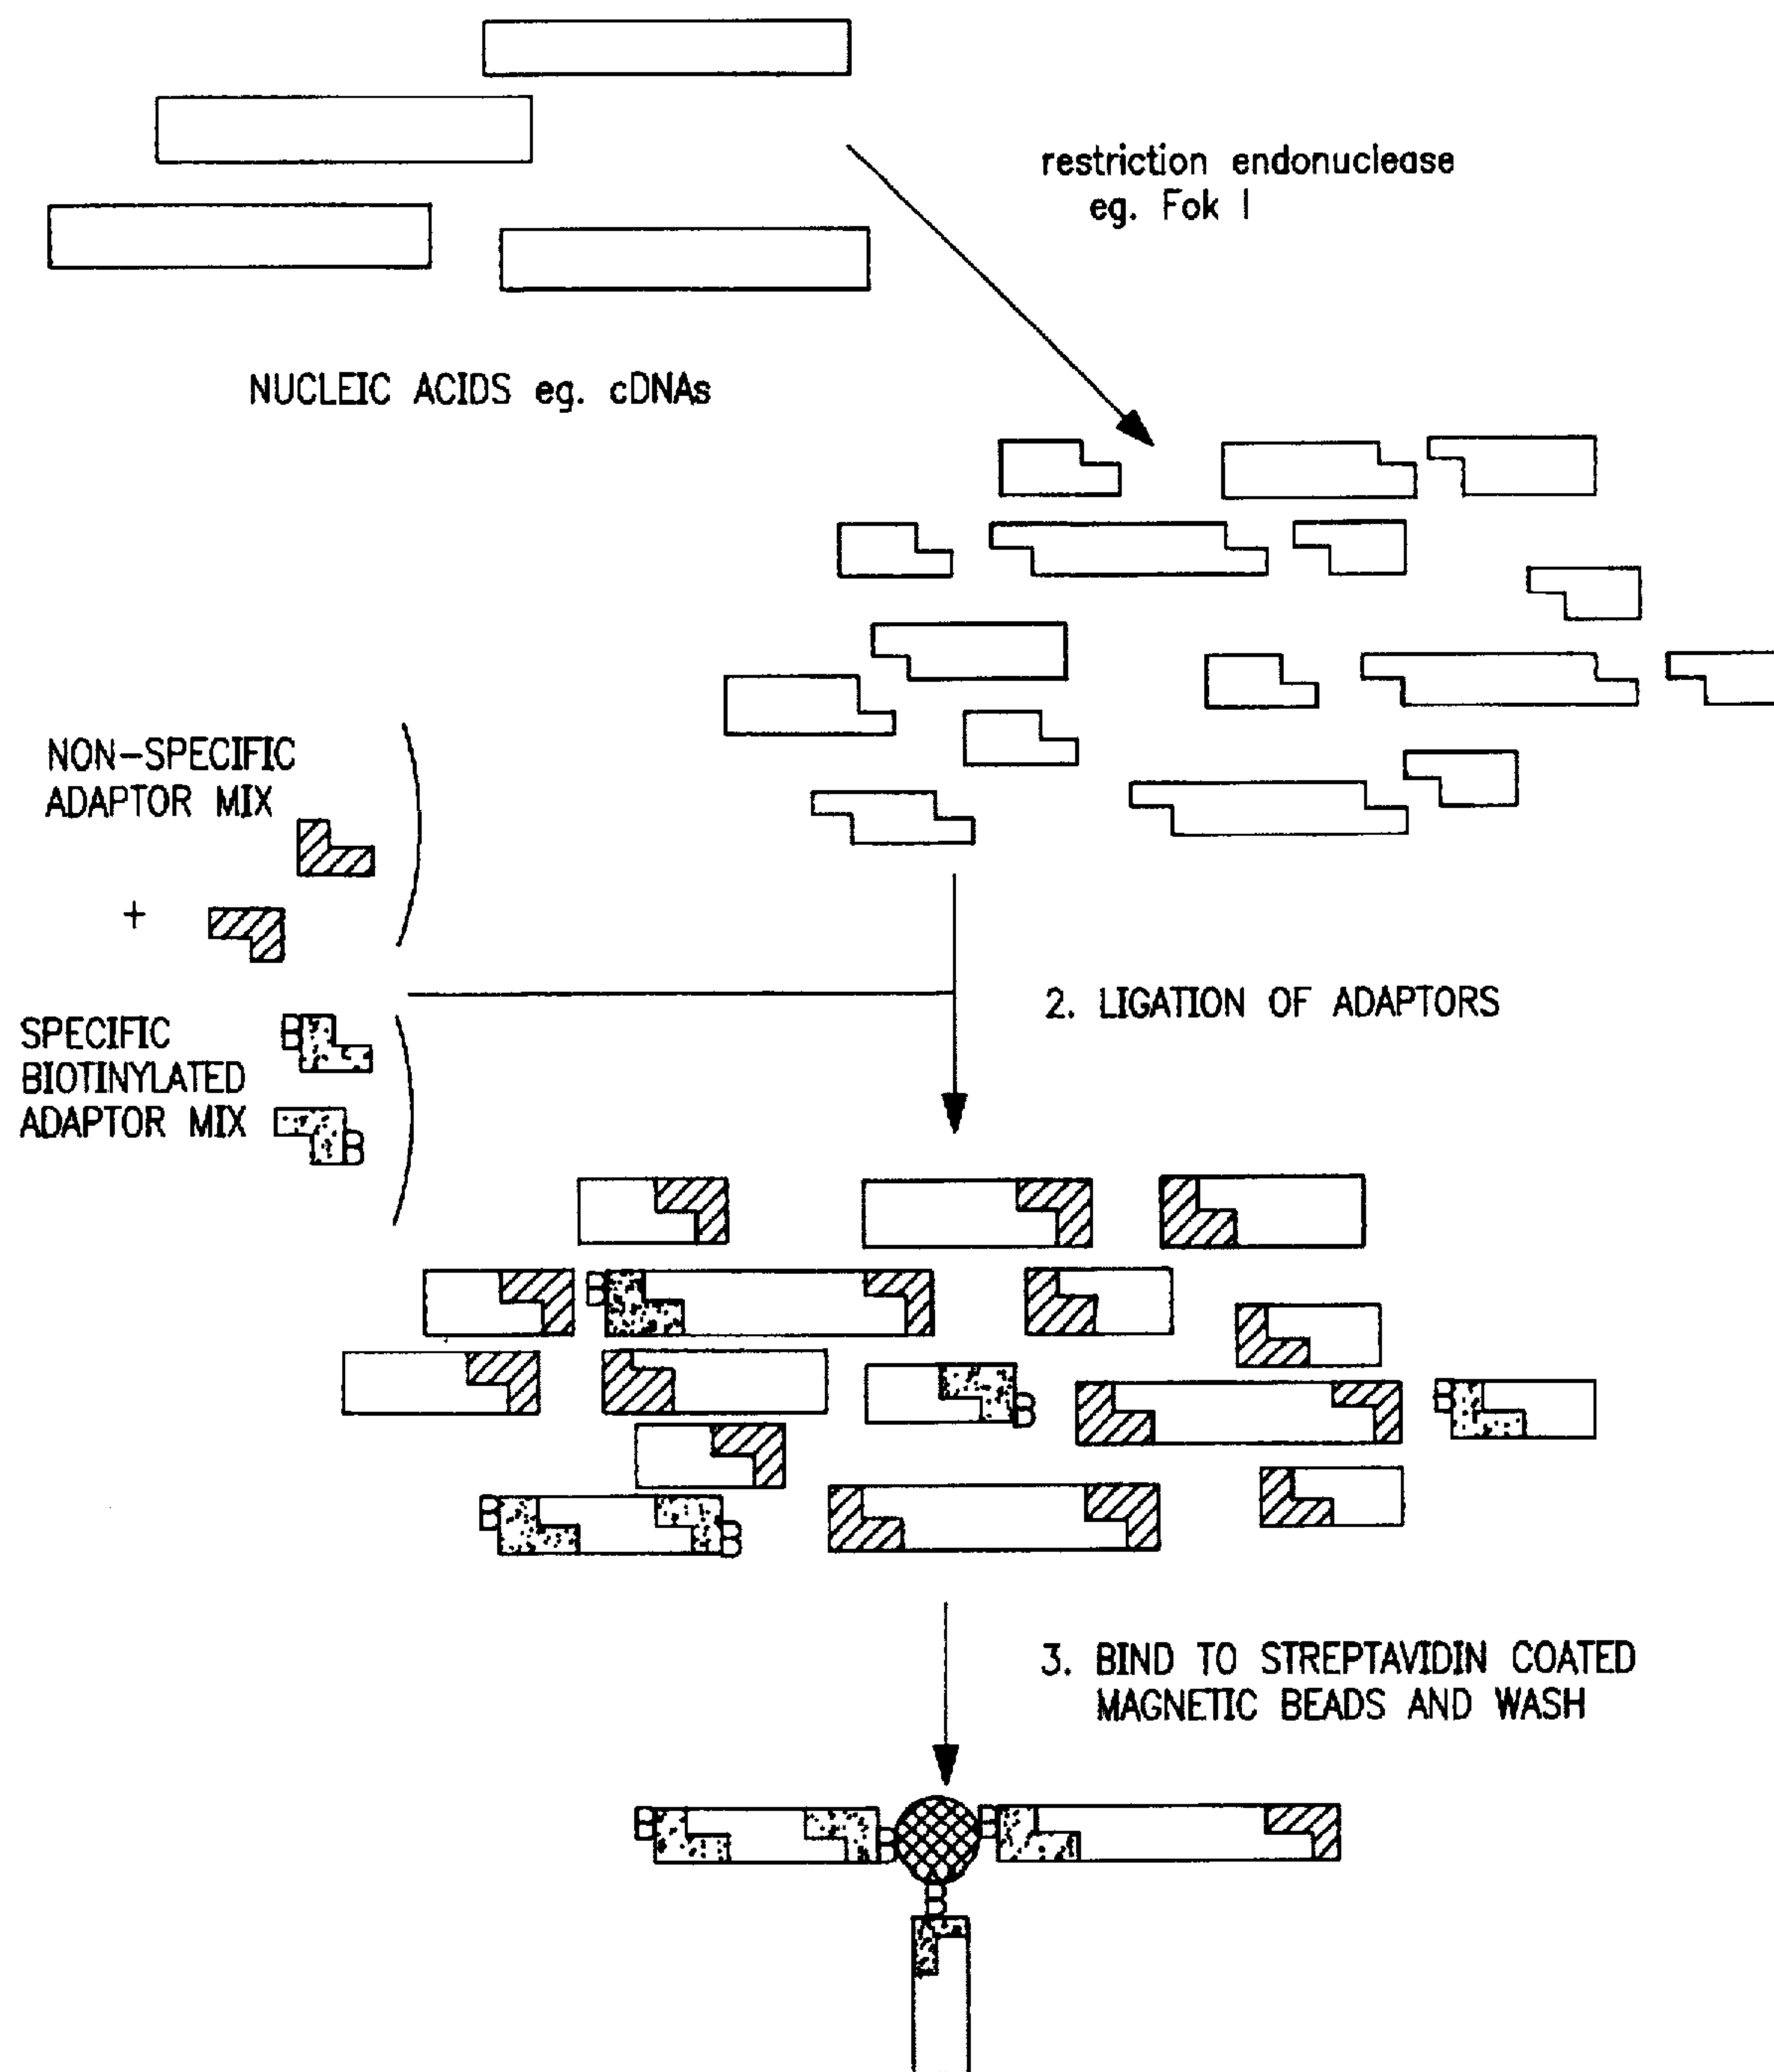 restriction endonuclease
eg. Fok I
NUCLEIC ACIDS eg. cDNAs
NON-SPECIFIC
ADAPTOR MIX
+
2. LIGATION OF ADAPTORS
SPECIFIC
BIOTINYLATED
ADAPTOR MIX
B
B
B
B
B
B
B
B
3. BIND TO STREPTAVIDIN COATED
MAGNETIC BEADS AND WASH
B
B
B
B